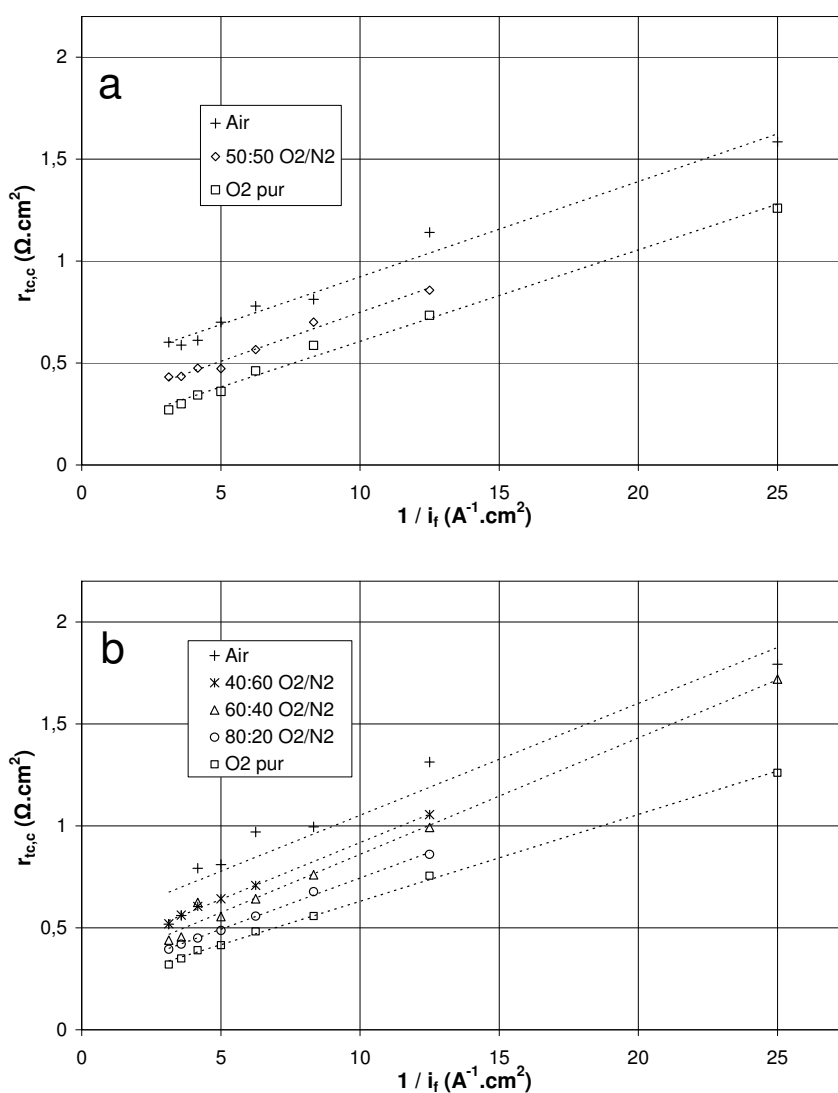 2
1,5
1
0,5
0
0
5
10
15
20
25
r_tc,c (Ω.cm²)
1 / i_f (A⁻¹.cm²)
a
Air
50:50 O2/N2
O2 pur
2
1,5
1
0,5
0
0
5
10
15
20
25
r_tc,c (Ω.cm²)
1 / i_f (A⁻¹.cm²)
b
Air
40:60 O2/N2
60:40 O2/N2
80:20 O2/N2
O2 pur